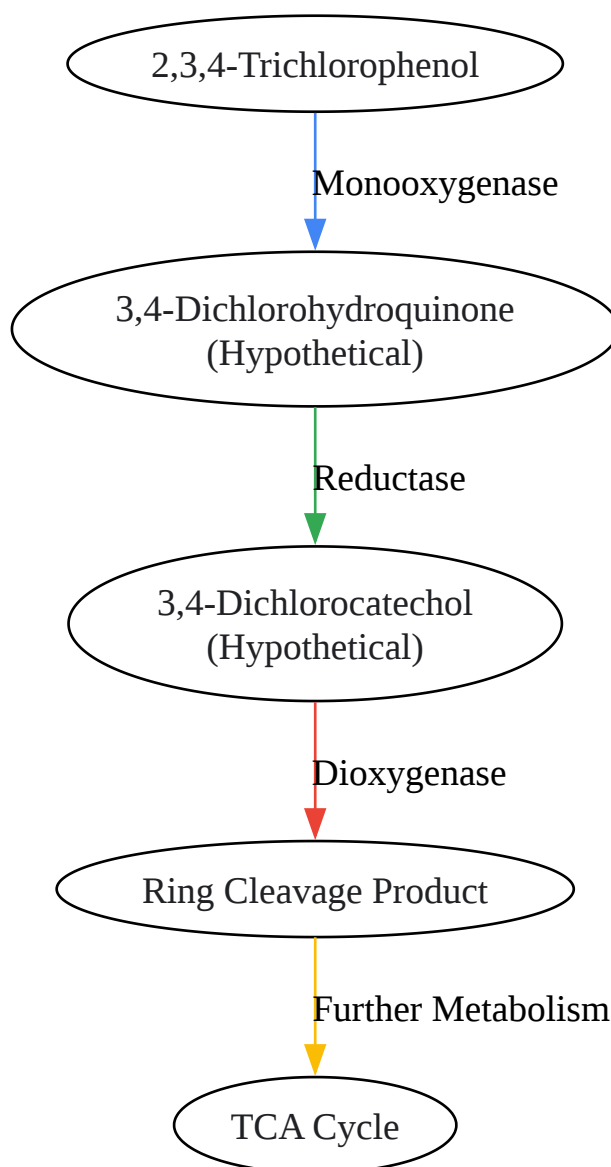 2,3,4-Trichlorophenol
Monooxygenase
3,4-Dichlorohydroquinone
(Hypothetical)
Reductase
3,4-Dichlorocatechol
(Hypothetical)
Dioxygenase
Ring Cleavage Product
Further Metabolism
TCA Cycle